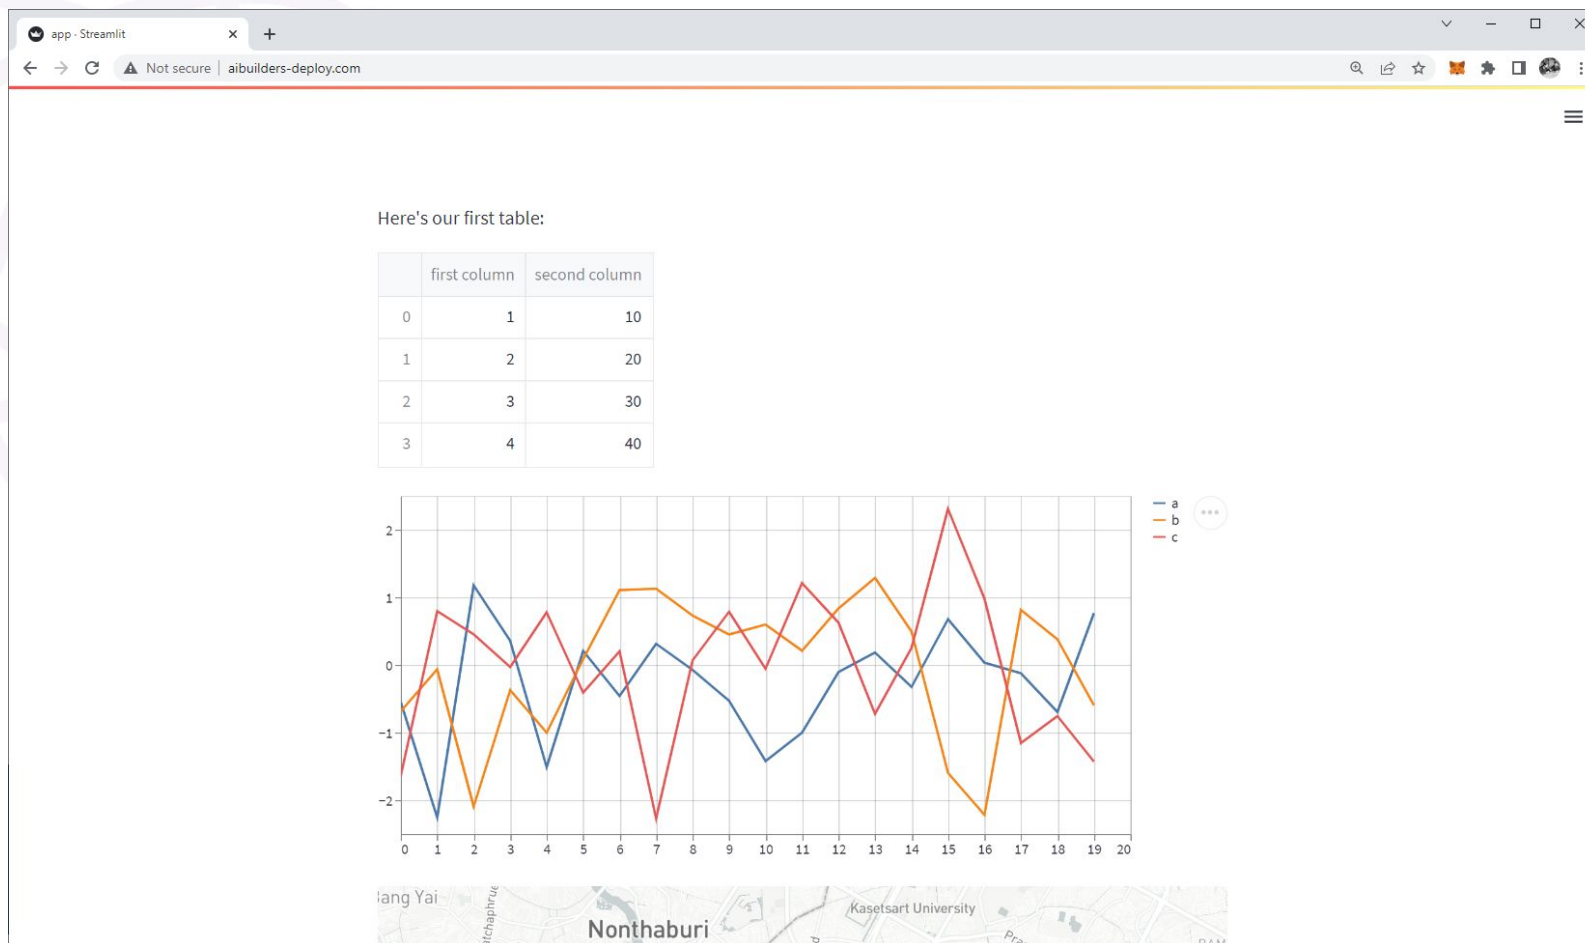 app · Streamlit
Not secure aibuilders-deploy.com
Here's our first table:
first column second column
0 1 10
1 2 20
2 3 30
3 4 40
a
b
c
2
1
0
−1
−2
0 1 2 3 4 5 6 7 8 9 10 11 12 13 14 15 16 17 18 19 20
Bang Yai
Kasetsart University
Nonthaburi